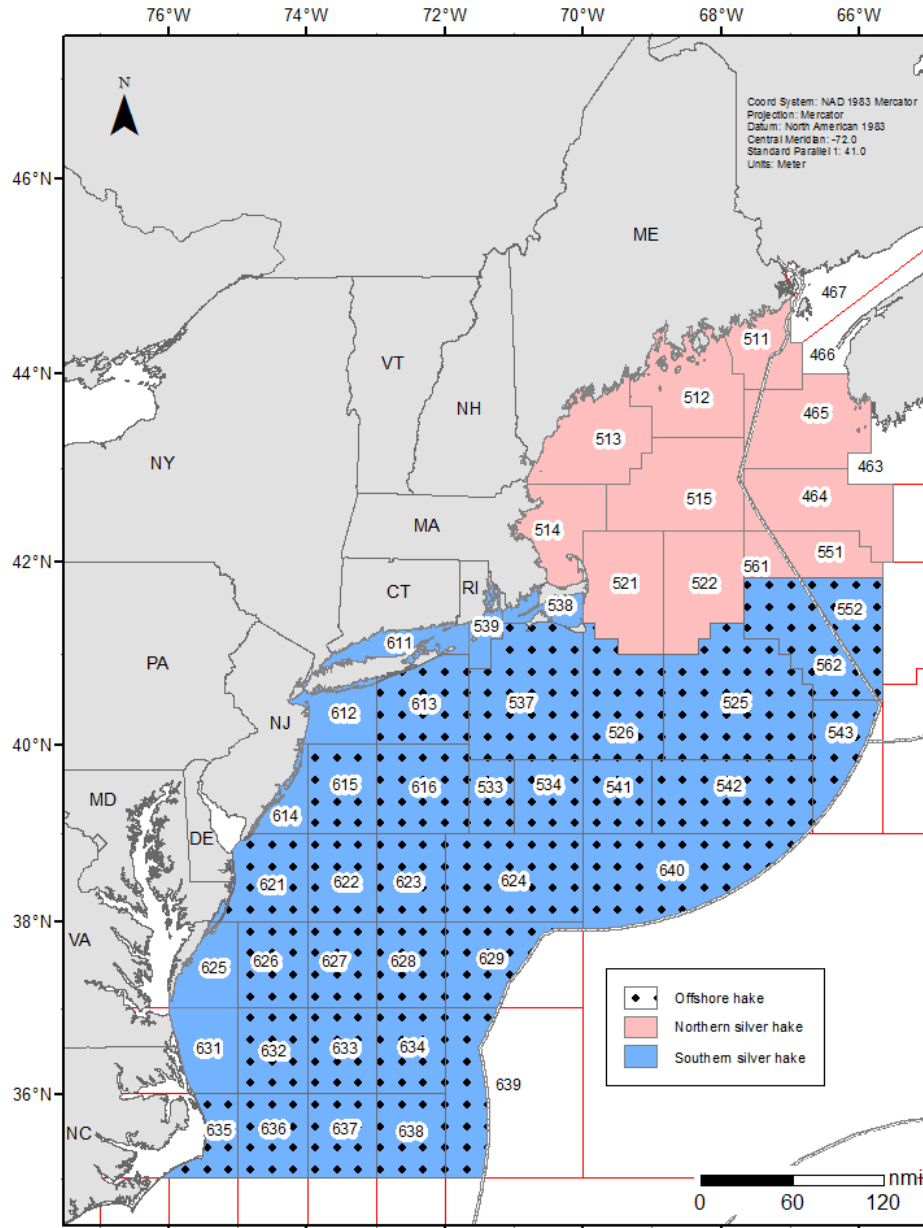 76°W 74°W 72°W 70°W 68°W 66°W
N
Coord System: NAD 1983 Mercator
Projection: Mercator
Datum: North American 1983
Central Meridian: -72.0
Standard Parallel 1: 41.0
Units: Meter
46°N
ME
467
511
466
VT
44°N
512
465
NH
513
463
NY
515
464
MA
514
551
42°N
561
CT
RI
521
522
538
552
539
611
PA
562
613
537
525
612
NJ
526
543
40°N
615
616
533
534
541
542
MD
614
DE
621
622
623
624
640
38°N
VA
625
626
627
628
629
Offshore hake
Northern silver hake
Southern silver hake
631
632
633
634
639
36°N
NC
635
636
637
638
nmi
0 60 120